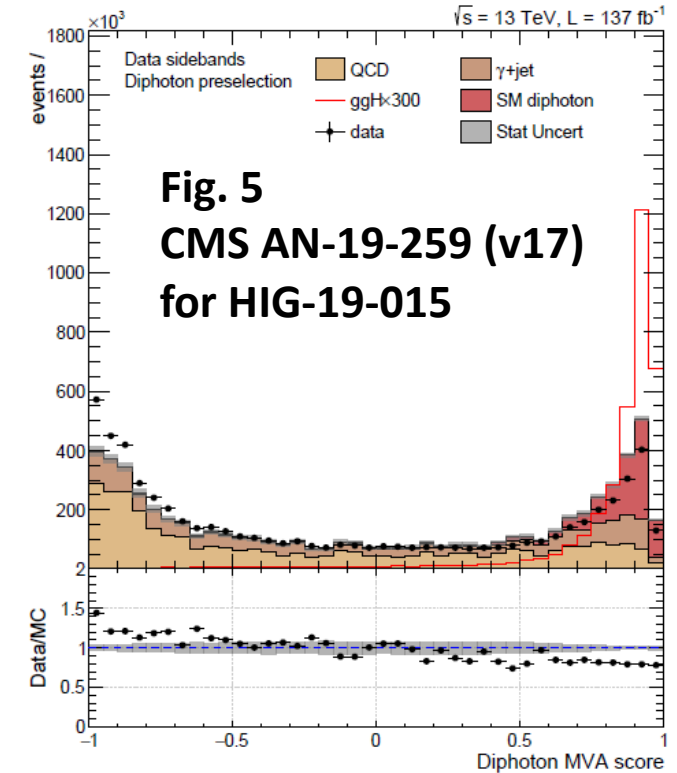 ×10³
√s = 13 TeV, L = 137 fb⁻¹
events /
1800
1600
1400
1200
1000
800
600
400
200
Data sidebands
Diphoton preselection
QCD
γ+jet
ggH×300
SM diphoton
data
Stat Uncert
Fig. 5
CMS AN-19-259 (v17)
for HIG-19-015
Data/MC
2
1.5
1
0.5
0
−1
−0.5
0
0.5
1
Diphoton MVA score